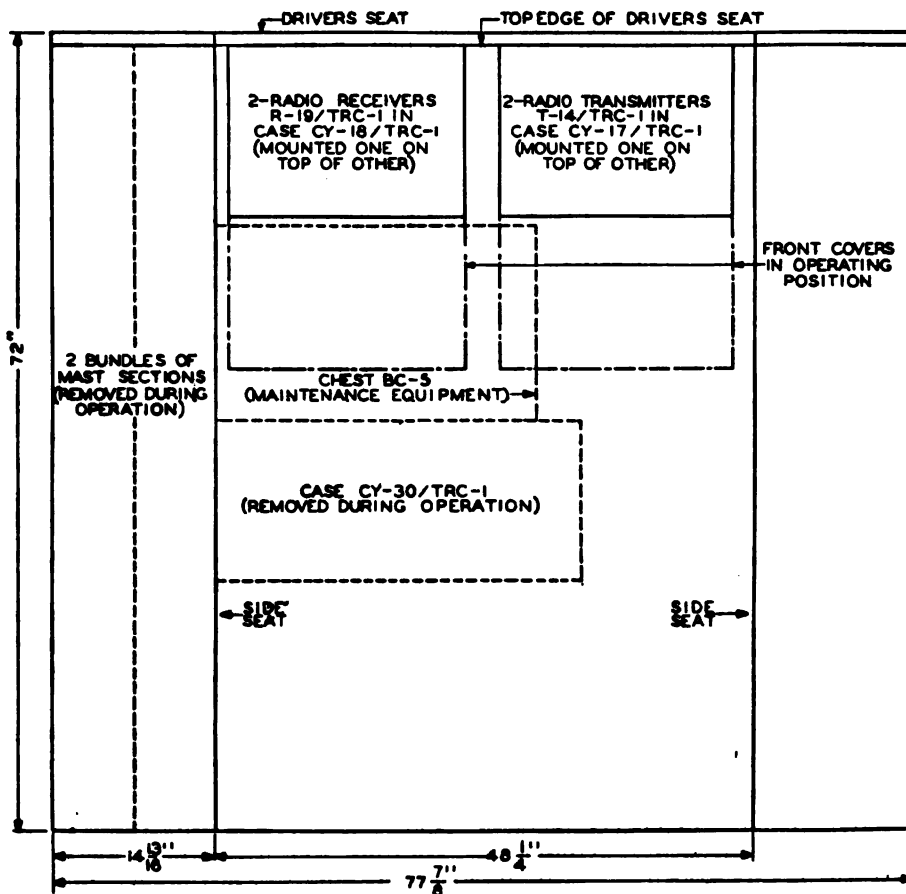 DRIVERS SEAT
TOP EDGE OF DRIVERS SEAT
2-RADIO RECEIVERS
R-19/TRC-1 IN
CASE CY-18/TRC-1
(MOUNTED ONE ON
TOP OF OTHER)
2-RADIO TRANSMITTERS
T-14/TRC-1 IN
CASE CY-17/TRC-1
(MOUNTED ONE ON
TOP OF OTHER)
FRONT COVERS
IN OPERATING
POSITION
72"
2 BUNDLES OF
MAST SECTIONS
(REMOVED DURING
OPERATION)
CHEST BC-5
(MAINTENANCE EQUIPMENT)
CASE CY-30/TRC-1
(REMOVED DURING OPERATION)
SIDE
SEAT
SIDE
SEAT
14 13/16"
48 1/4"
77 7/8"